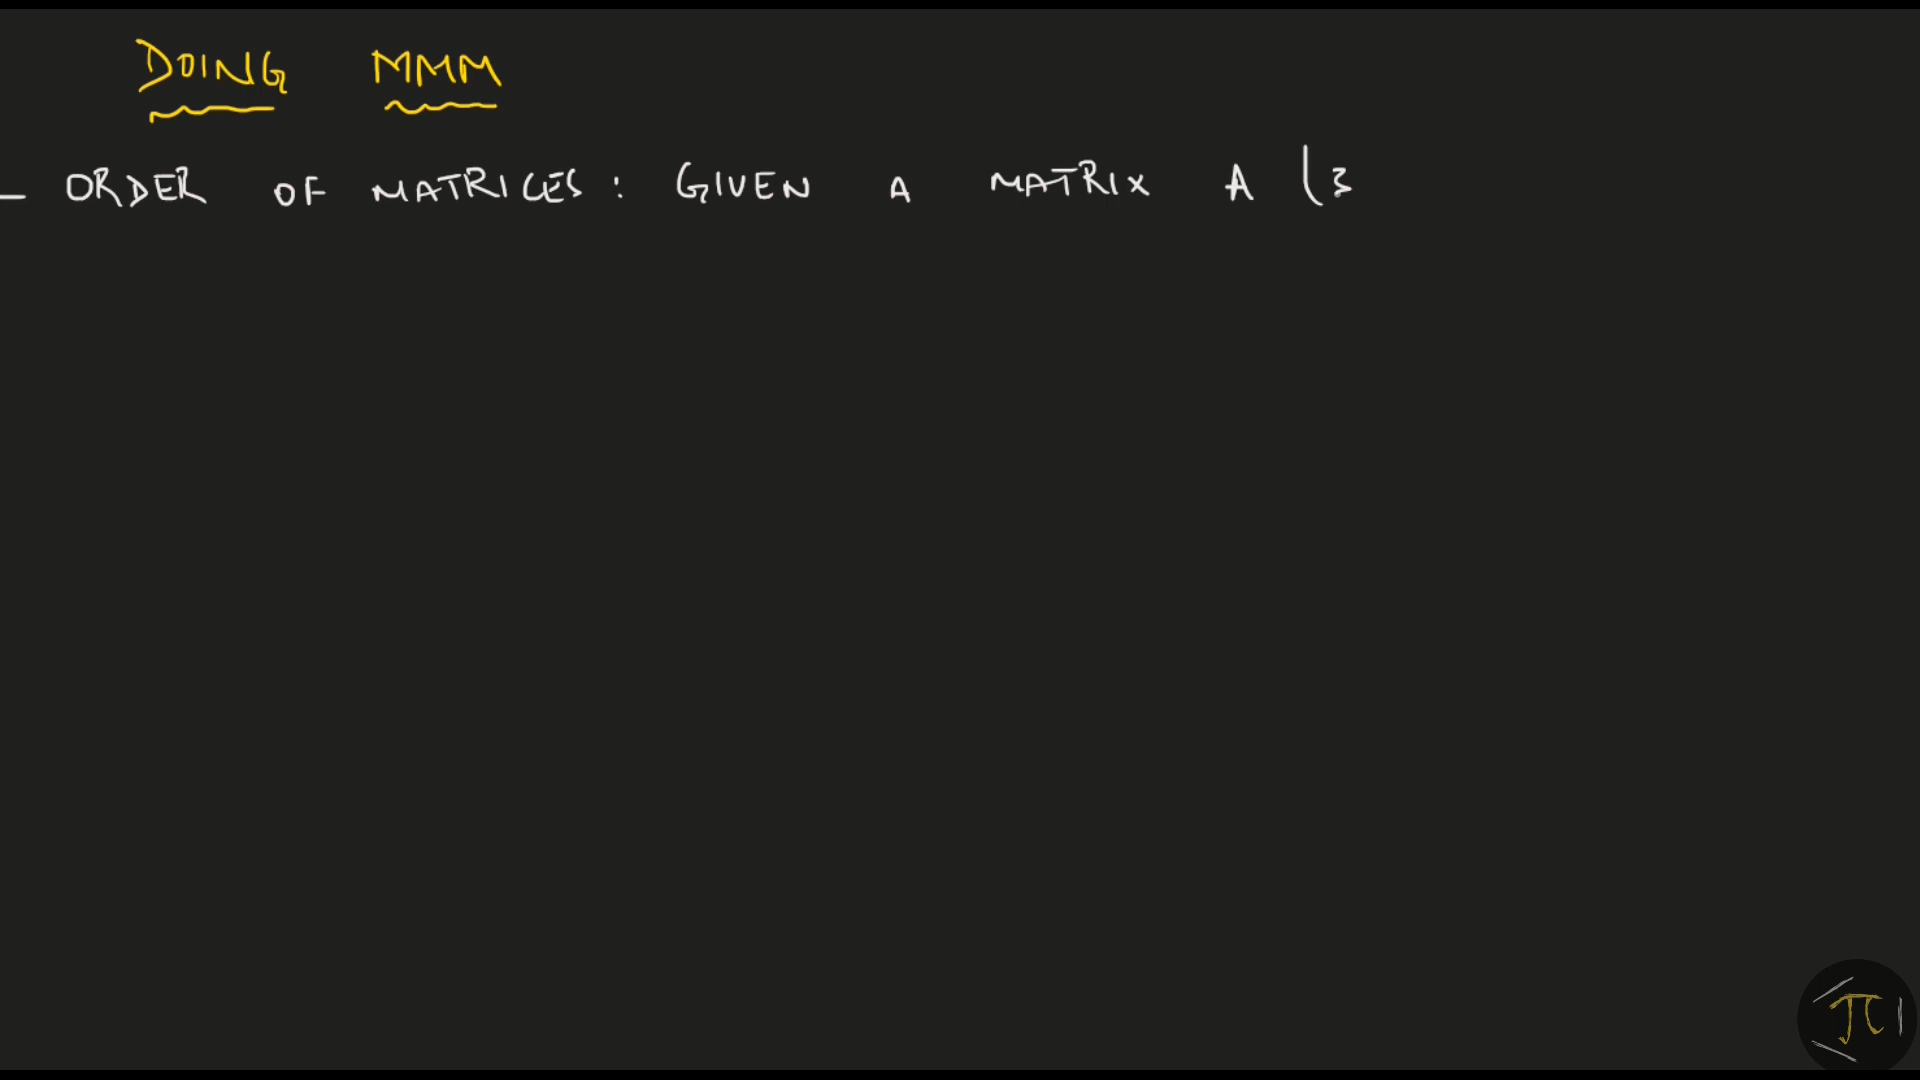 DOING MMM
- ORDER OF MATRICES : GIVEN A MATRIX A (3
π